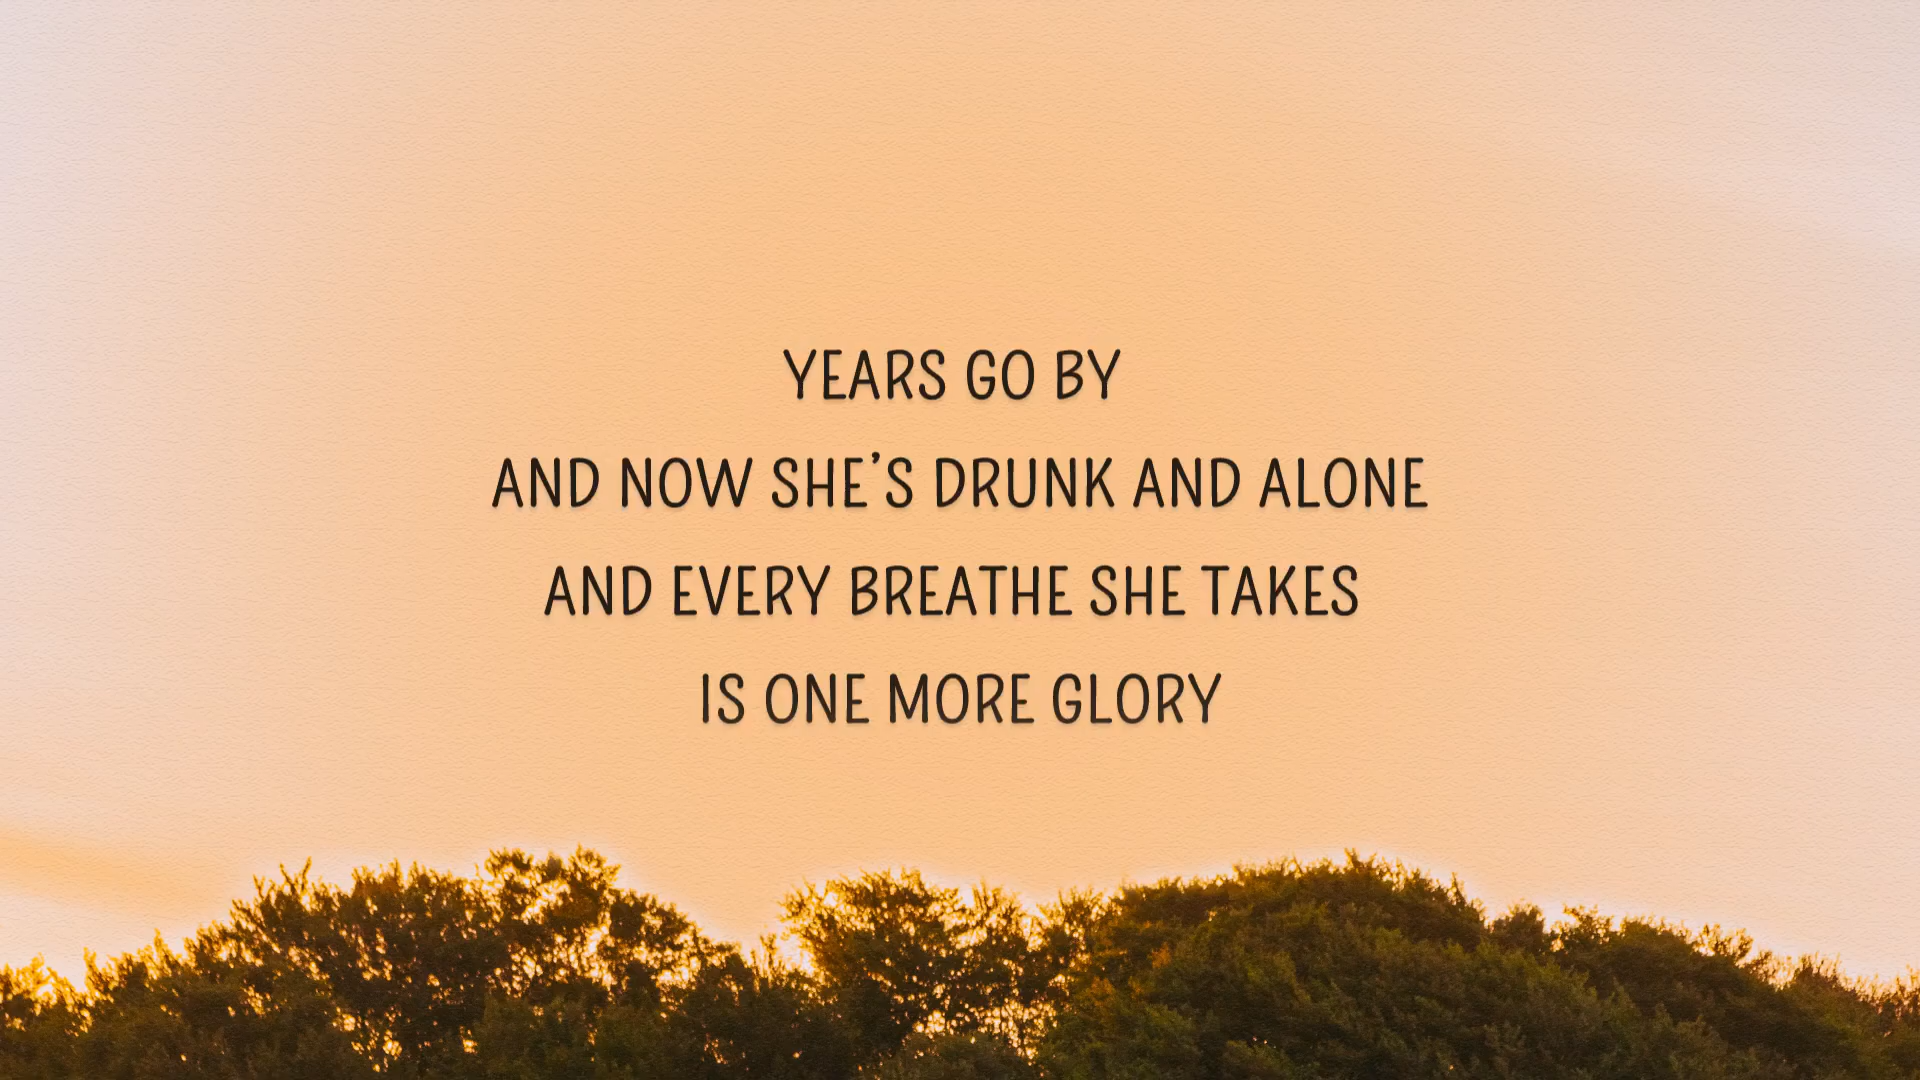 YEARS GO BY
AND NOW SHE’S DRUNK AND ALONE
AND EVERY BREATHE SHE TAKES
IS ONE MORE GLORY